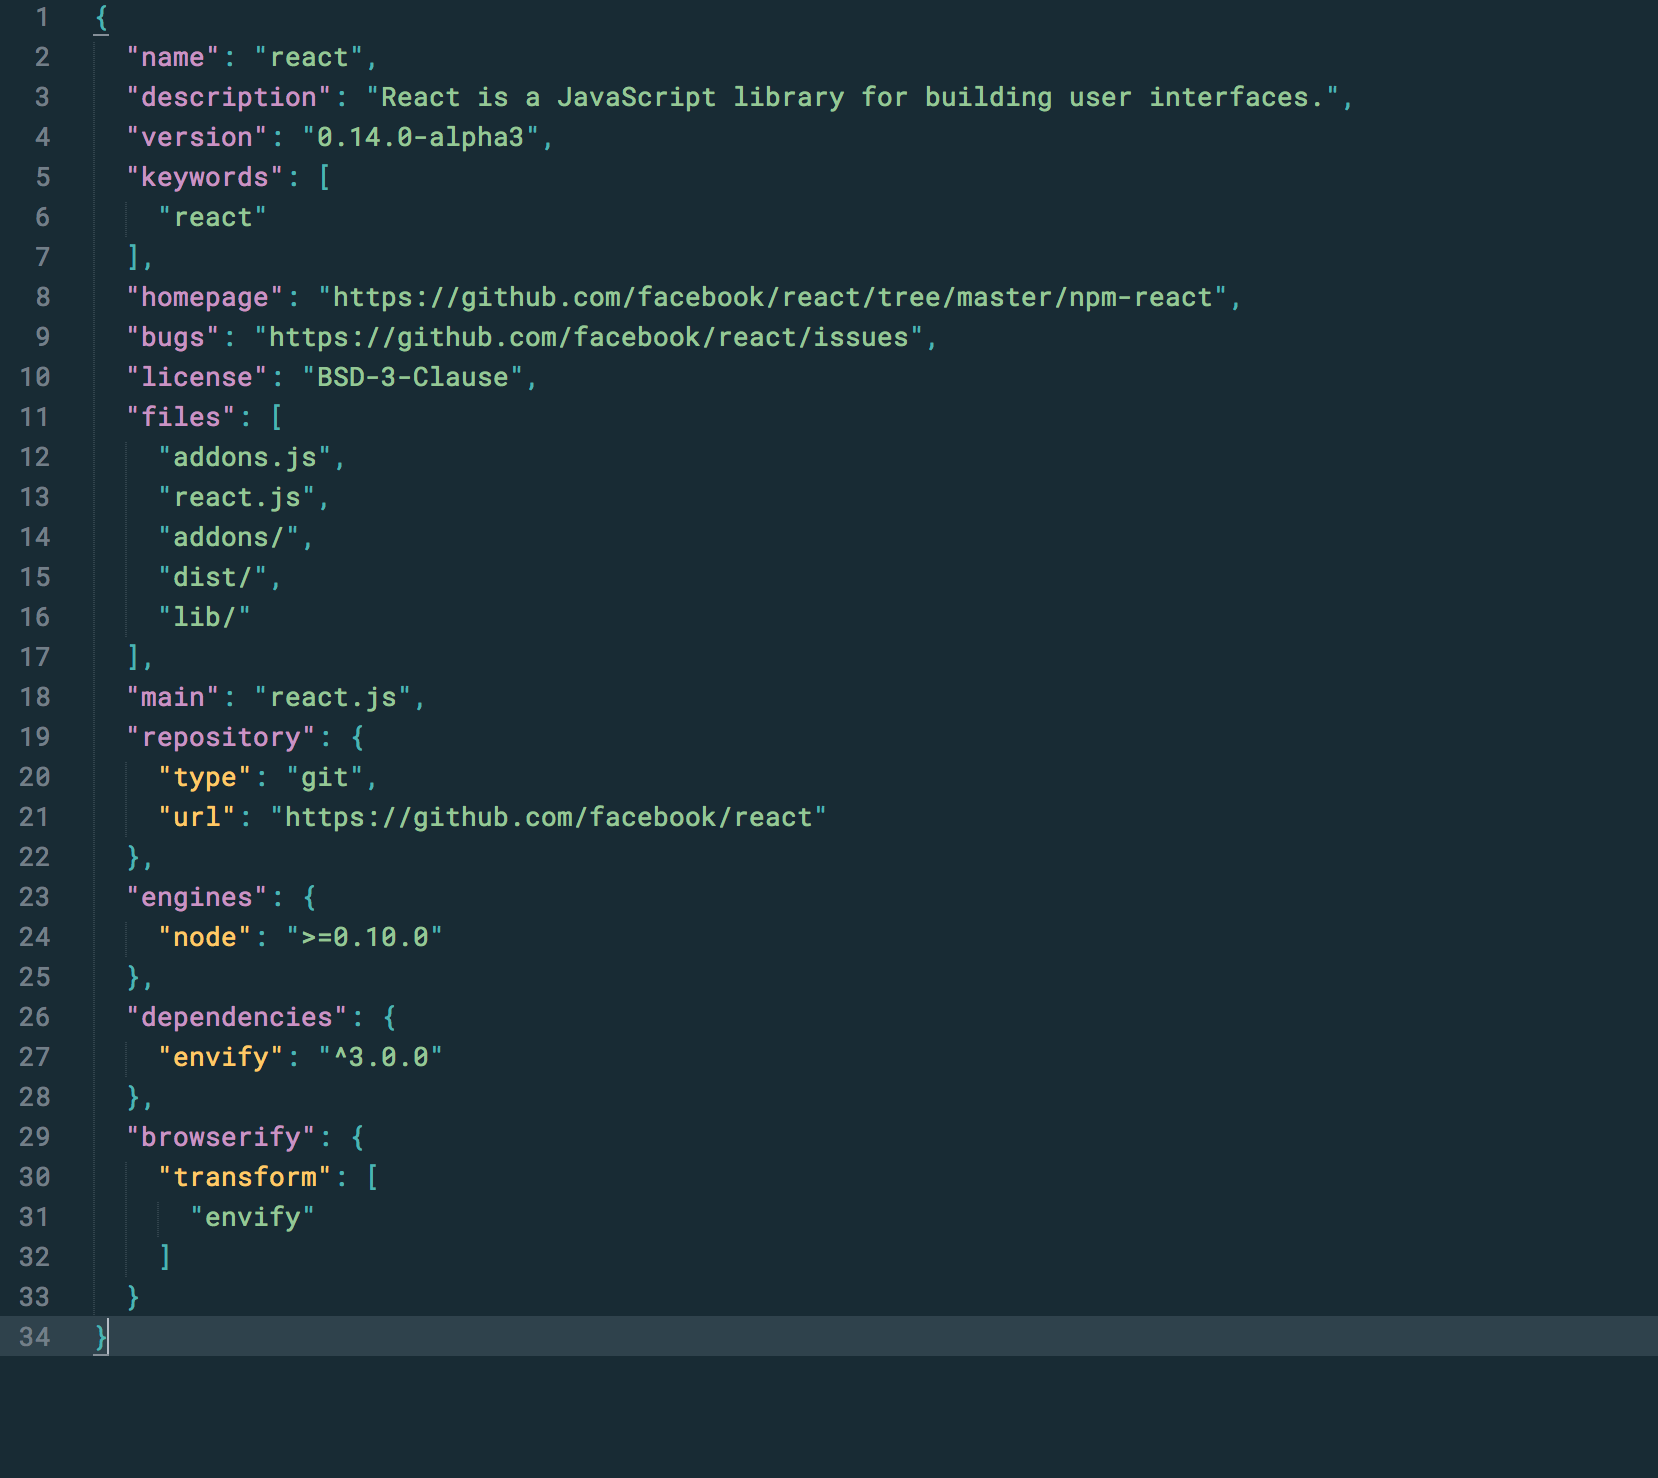 1 {
2   "name": "react",
3   "description": "React is a JavaScript library for building user interfaces.",
4   "version": "0.14.0-alpha3",
5   "keywords": [
6     "react"
7   ],
8   "homepage": "https://github.com/facebook/react/tree/master/npm-react",
9   "bugs": "https://github.com/facebook/react/issues",
10   "license": "BSD-3-Clause",
11   "files": [
12     "addons.js",
13     "react.js",
14     "addons/",
15     "dist/",
16     "lib/"
17   ],
18   "main": "react.js",
19   "repository": {
20     "type": "git",
21     "url": "https://github.com/facebook/react"
22   },
23   "engines": {
24     "node": ">=0.10.0"
25   },
26   "dependencies": {
27     "envify": "^3.0.0"
28   },
29   "browserify": {
30     "transform": [
31       "envify"
32     ]
33   }
34 }